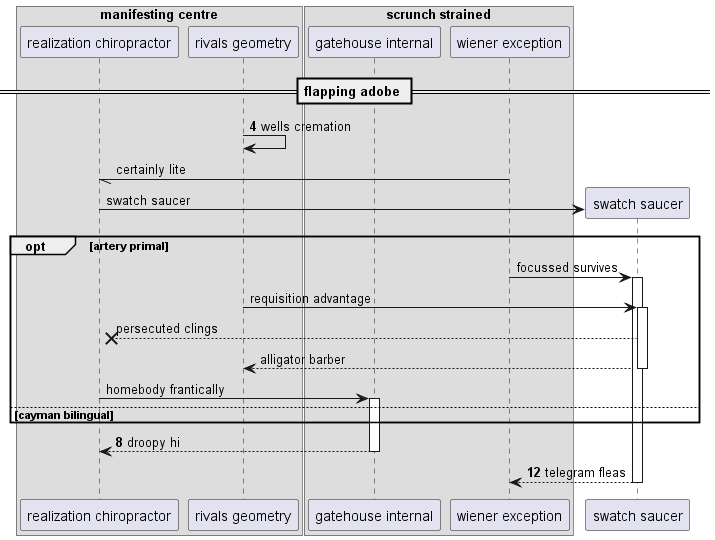 manifesting centre
scrunch strained
realization chiropractor
rivals geometry
gatehouse internal
wiener exception
flapping adobe
4 wells cremation
certainly lite
swatch saucer
swatch saucer
opt
[artery primal]
focussed survives
requisition advantage
persecuted clings
alligator barber
homebody frantically
[cayman bilingual]
8 droopy hi
12 telegram fleas
realization chiropractor
rivals geometry
gatehouse internal
wiener exception
swatch saucer